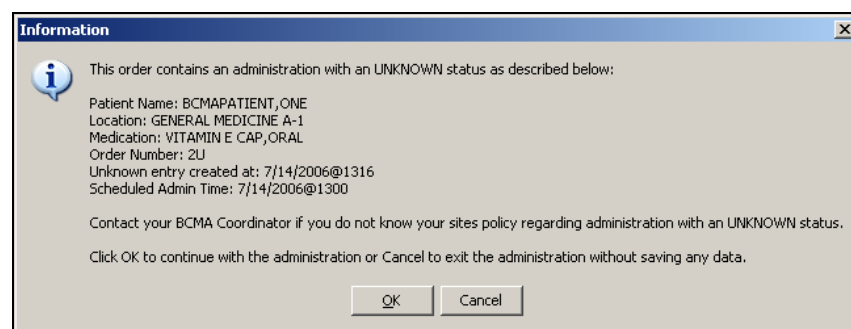 Information
This order contains an administration with an UNKNOWN status as described below:
Patient Name: BCMAPATIENT,ONE
Location: GENERAL MEDICINE A-1
Medication: VITAMIN E CAP,ORAL
Order Number: 2U
Unknown entry created at: 7/14/2006@1316
Scheduled Admin Time: 7/14/2006@1300
Contact your BCMA Coordinator if you do not know your sites policy regarding administration with an UNKNOWN status.
Click OK to continue with the administration or Cancel to exit the administration without saving any data.
OK Cancel